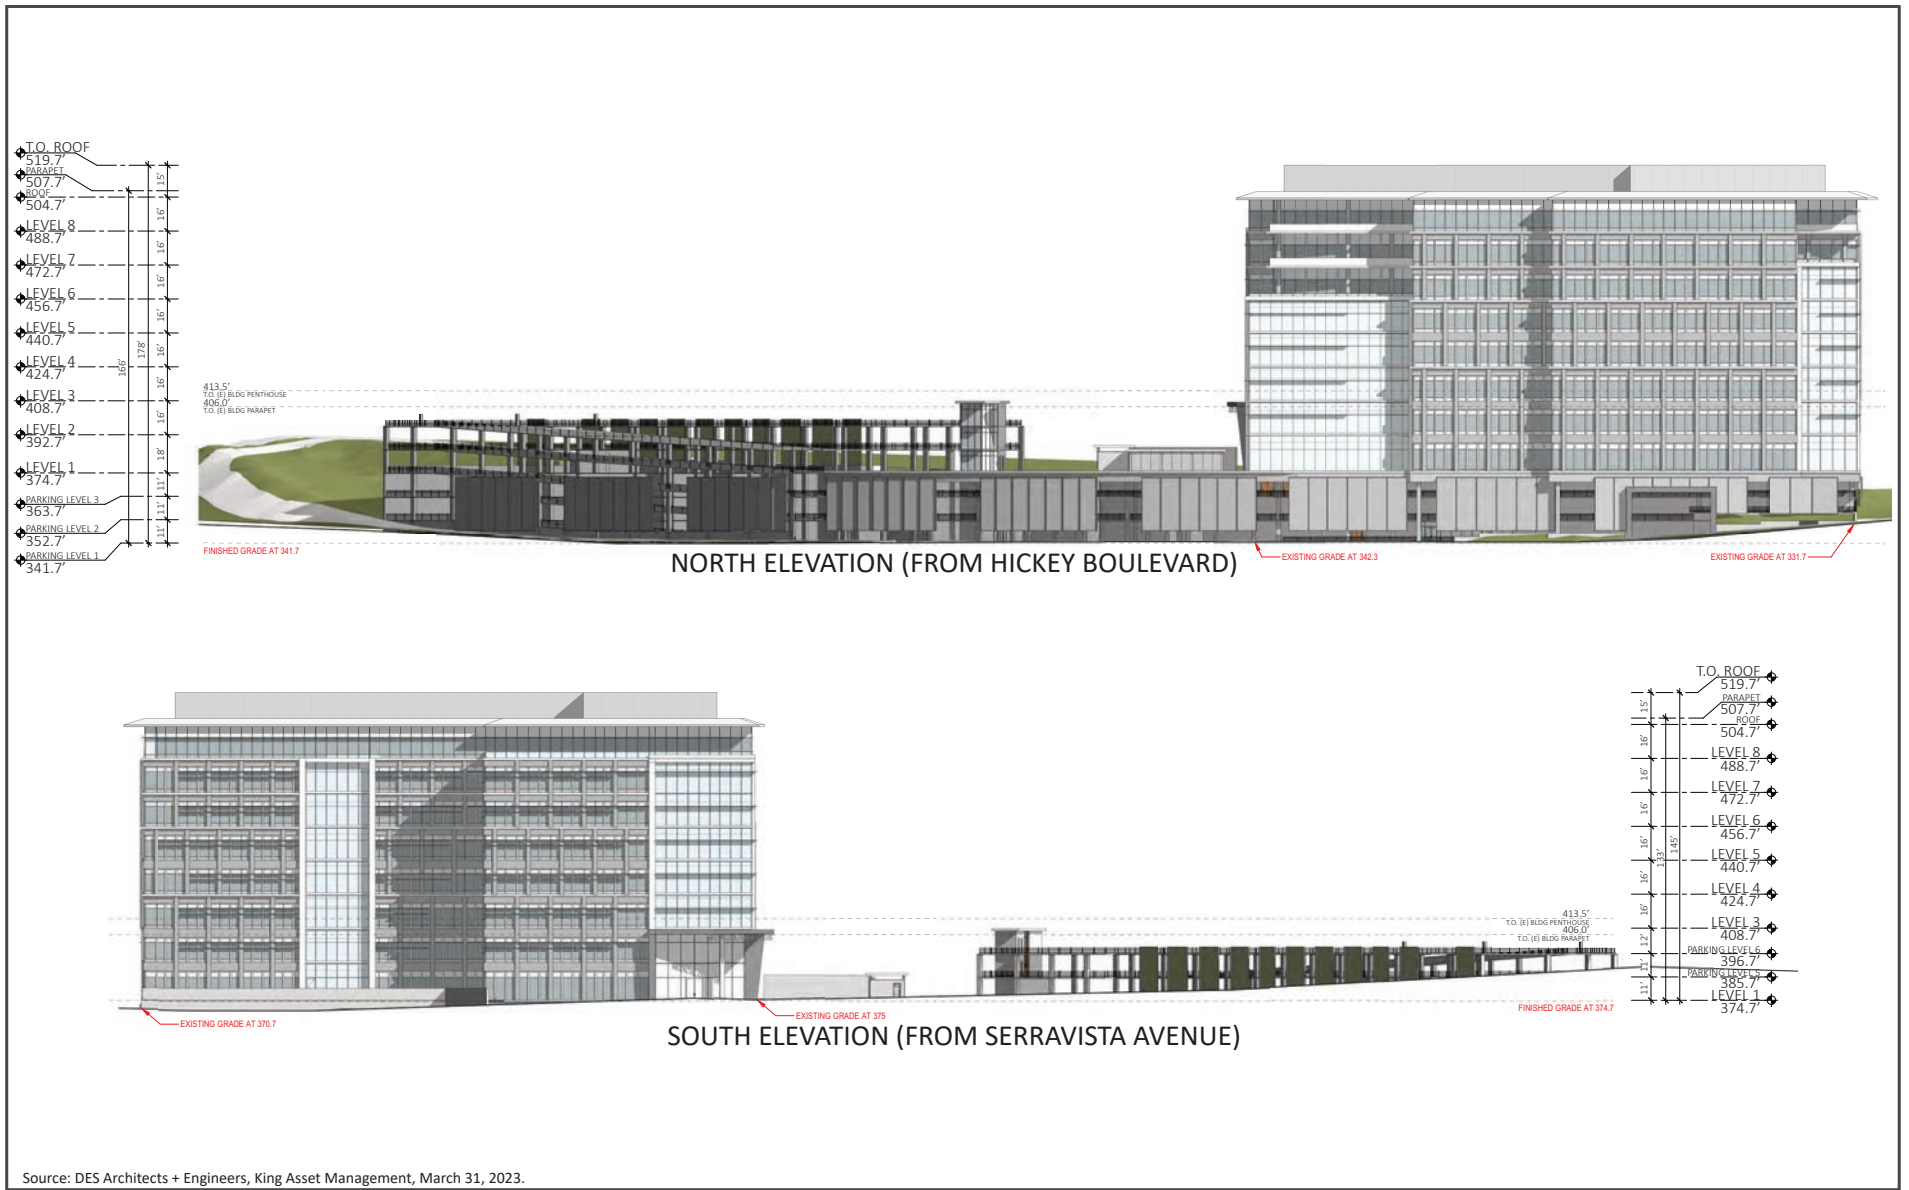 T.O. ROOF
519.7'
PARAPET
507.7'
ROOF
504.7'
LEVEL 8
488.7'
LEVEL 7
472.7'
LEVEL 6
456.7'
LEVEL 5
440.7'
LEVEL 4
424.7'
LEVEL 3
408.7'
LEVEL 2
392.7'
LEVEL 1
374.7'
PARKING LEVEL 3
363.7'
PARKING LEVEL 2
352.7'
PARKING LEVEL 1
341.7'
166'
178'
15'
16'
16'
16'
16'
16'
16'
16'
18'
11'
11'
11'
413.5'
T.O. (E) BLDG PENTHOUSE
406.0'
T.O. (E) BLDG PARAPET
FINISHED GRADE AT 341.7
EXISTING GRADE AT 342.3
EXISTING GRADE AT 331.7
NORTH ELEVATION (FROM HICKEY BOULEVARD)
T.O. ROOF
519.7'
PARAPET
507.7'
ROOF
504.7'
LEVEL 8
488.7'
LEVEL 7
472.7'
LEVEL 6
456.7'
LEVEL 5
440.7'
LEVEL 4
424.7'
LEVEL 3
408.7'
PARKING LEVEL 6
396.7'
PARKING LEVEL 5
385.7'
LEVEL 1
374.7'
15'
16'
16'
16'
16'
16'
16'
12'
11'
11'
133'
145'
413.5'
T.O. (E) BLDG PENTHOUSE
406.0'
T.O. (E) BLDG PARAPET
EXISTING GRADE AT 370.7
EXISTING GRADE AT 375
FINISHED GRADE AT 374.7
SOUTH ELEVATION (FROM SERRAVISTA AVENUE)
Source: DES Architects + Engineers, King Asset Management, March 31, 2023.